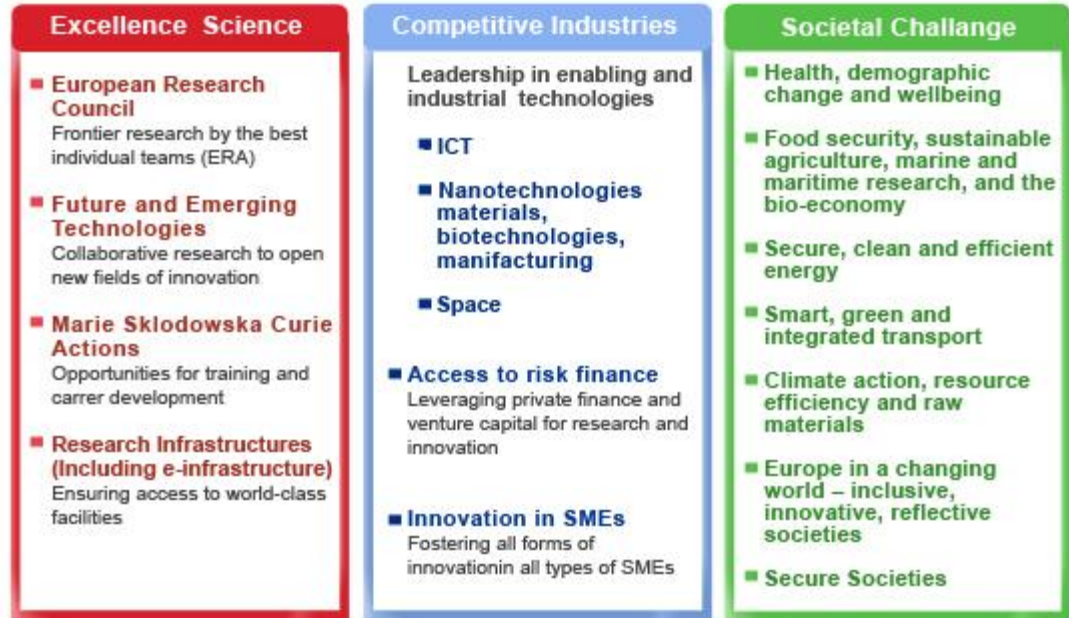 Excellence Science
European Research
Council
Frontier research by the best
individual teams (ERA)
Future and Emerging
Technologies
Collaborative research to open
new fields of innovation
Marie Sklodowska Curie
Actions
Opportunities for training and
carrer development
Research Infrastructures
(Including e-infrastructure)
Ensuring access to world-class
facilities
Competitive Industries
Leadership in enabling and
industrial technologies
ICT
Nanotechnologies
materials,
biotechnologies,
manifacturing
Space
Access to risk finance
Leveraging private finance and
venture capital for research and
innovation
Innovation in SMEs
Fostering all forms of
innovationin all types of SMEs
Societal Challange
Health, demographic
change and wellbeing
Food security, sustainable
agriculture, marine and
maritime research, and the
bio-economy
Secure, clean and efficient
energy
Smart, green and
integrated transport
Climate action, resource
efficiency and raw
materials
Europe in a changing
world – inclusive,
innovative, reflective
societies
Secure Societies